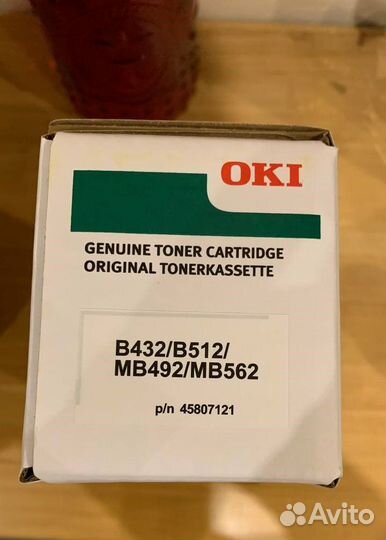 OKI
GENUINE TONER CARTRIDGE
ORIGINAL TONERKASSETTE
B432/B512/
MB492/MB562
p/n 45807121
Avito